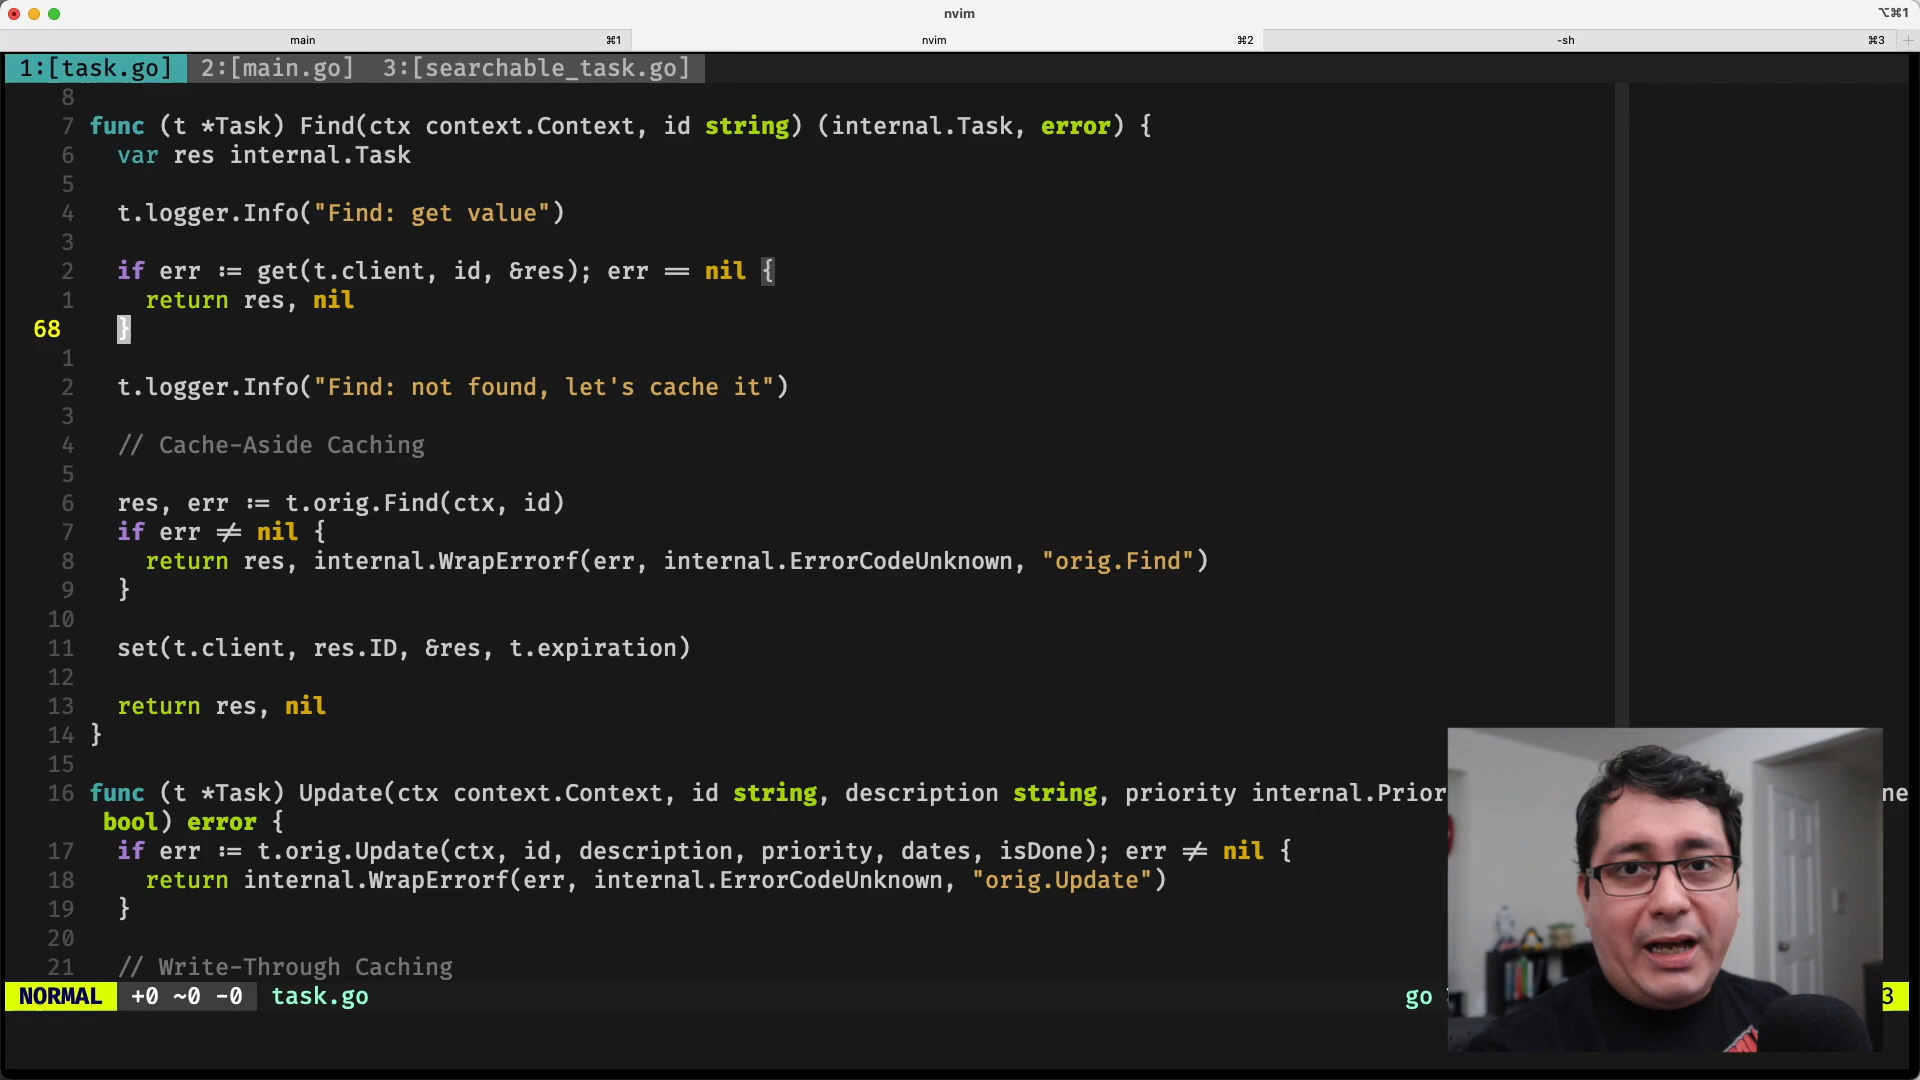 nvim
⌥⌘1
main ⌘1 nvim ⌘2 -sh ⌘3 +
1:[task.go] 2:[main.go] 3:[searchable_task.go]
8
7 func (t *Task) Find(ctx context.Context, id string) (internal.Task, error) {
6 var res internal.Task
5
4 t.logger.Info("Find: get value")
3
2 if err := get(t.client, id, &res); err == nil {
1 return res, nil
68 }
1
2 t.logger.Info("Find: not found, let's cache it")
3
4 // Cache-Aside Caching
5
6 res, err := t.orig.Find(ctx, id)
7 if err != nil {
8 return res, internal.WrapErrorf(err, internal.ErrorCodeUnknown, "orig.Find")
9 }
10
11 set(t.client, res.ID, &res, t.expiration)
12
13 return res, nil
14 }
15
16 func (t *Task) Update(ctx context.Context, id string, description string, priority internal.Prior ne
bool) error {
17 if err := t.orig.Update(ctx, id, description, priority, dates, isDone); err != nil {
18 return internal.WrapErrorf(err, internal.ErrorCodeUnknown, "orig.Update")
19 }
20
21 // Write-Through Caching
NORMAL +0 ~0 -0 task.go go 3